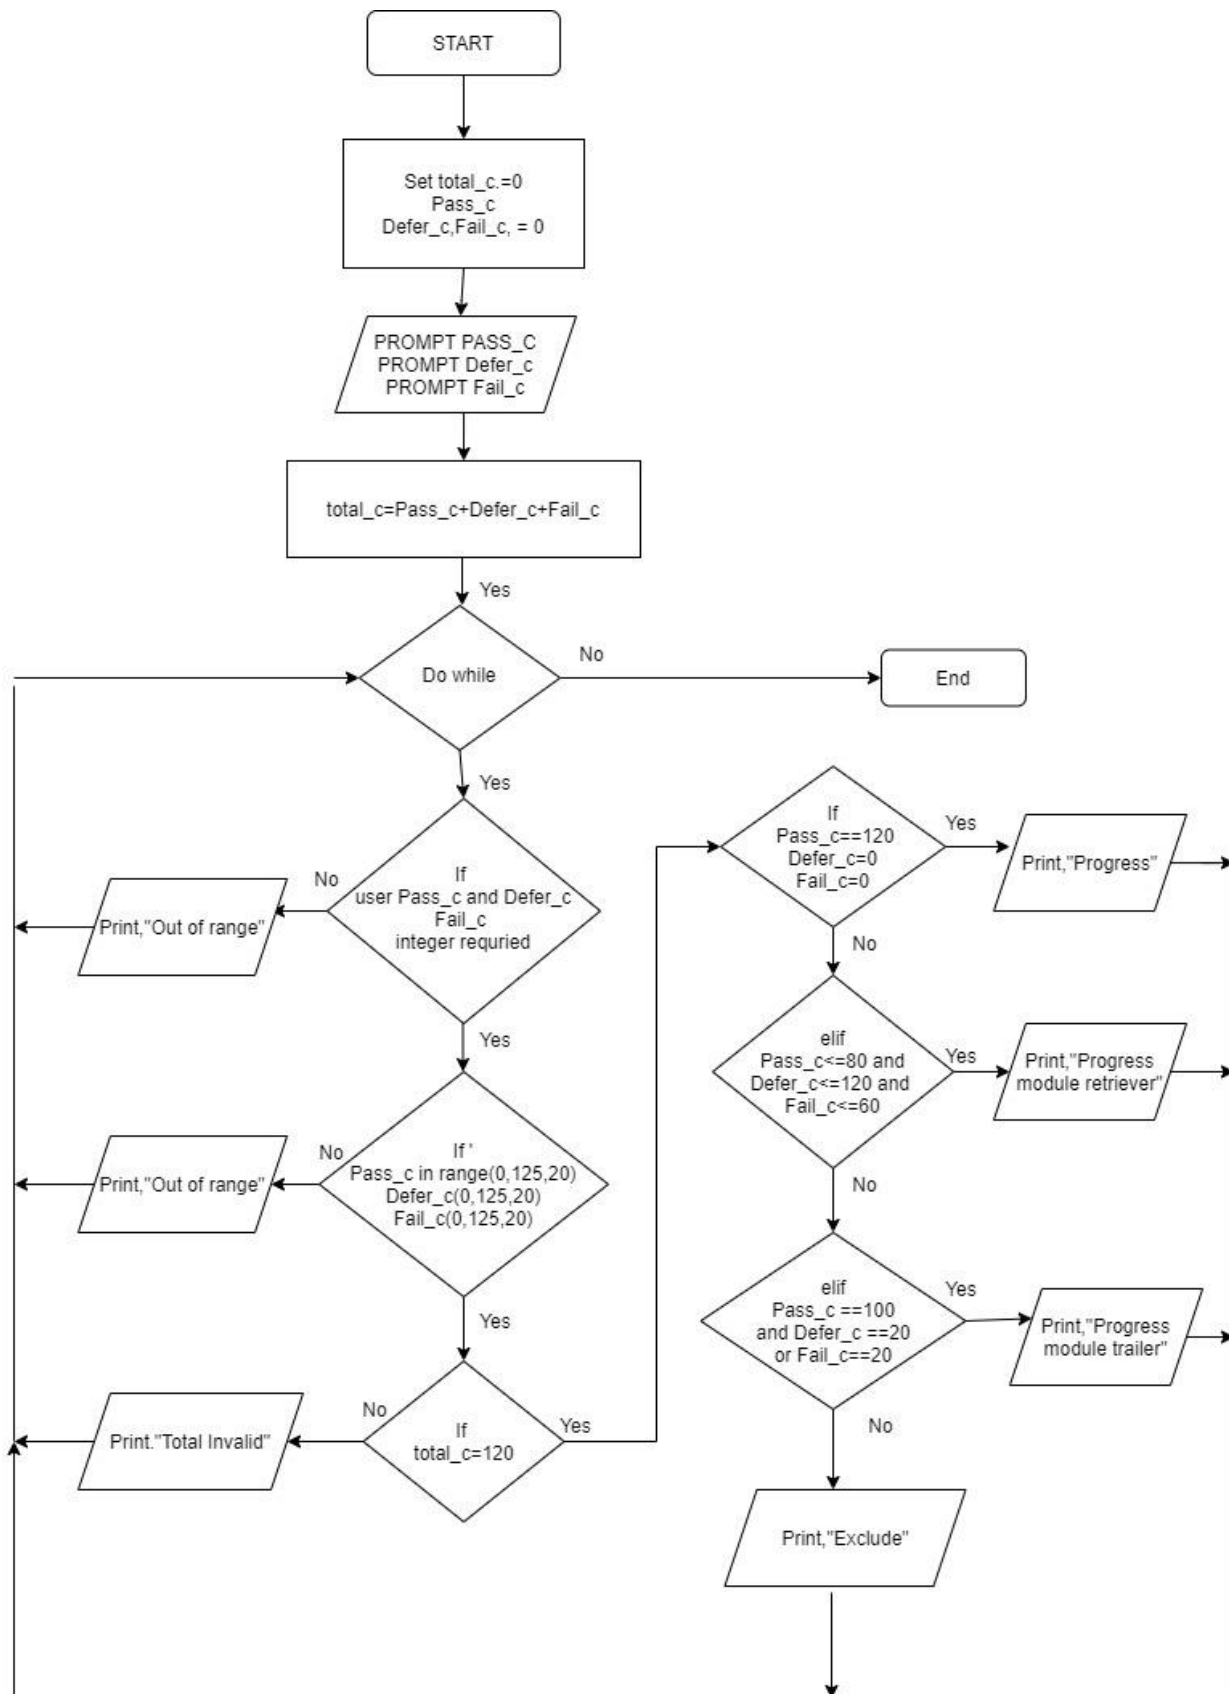 START
Set total_c.=0
Pass_c
Defer_c,Fail_c, = 0
PROMPT PASS_C
PROMPT Defer_c
PROMPT Fail_c
total_c=Pass_c+Defer_c+Fail_c
Yes
Do while
No
End
Yes
If
user Pass_c and Defer_c
Fail_c
integer requried
No
Print,"Out of range"
Yes
If '
Pass_c in range(0,125,20)
Defer_c(0,125,20)
Fail_c(0,125,20)
No
Print,"Out of range"
Yes
If
total_c=120
No
Print."Total Invalid"
Yes
If
Pass_c==120
Defer_c=0
Fail_c=0
Yes
Print,"Progress"
No
elif
Pass_c<=80 and
Defer_c<=120 and
Fail_c<=60
Yes
Print,"Progress
module retriever"
No
elif
Pass_c ==100
and Defer_c ==20
or Fail_c==20
Yes
Print,"Progress
module trailer"
No
Print,"Exclude"